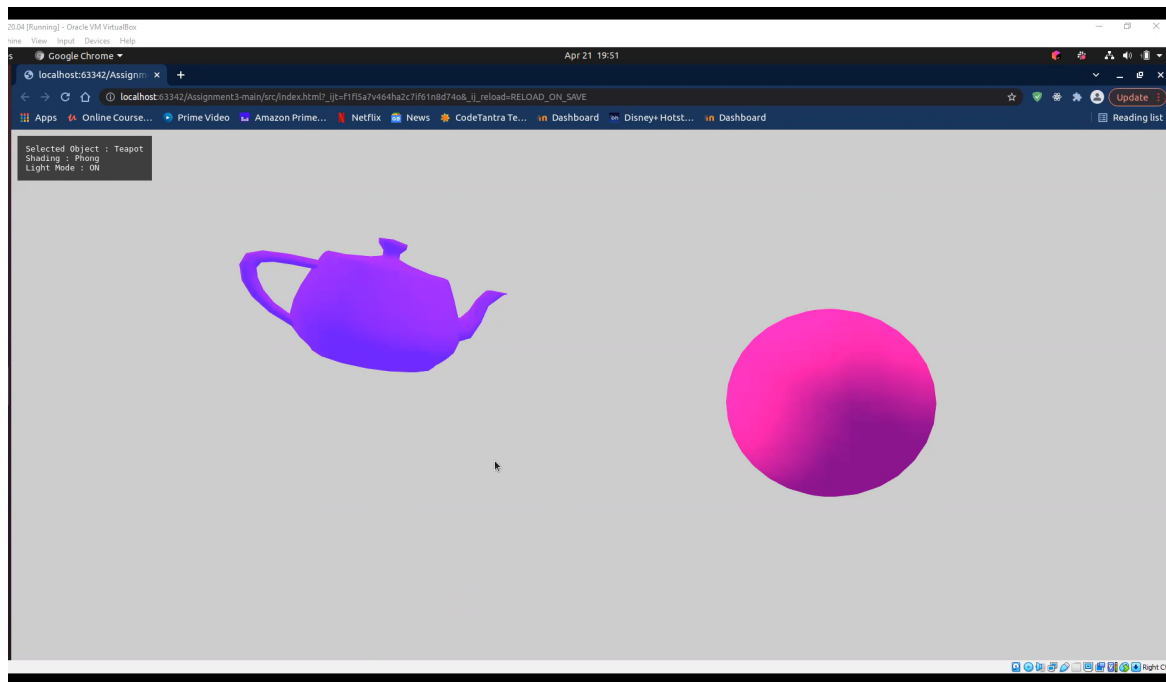 20.04 [Running] - Oracle VM VirtualBox
hine View Input Devices Help
s Google Chrome Apr 21 19:51
localhost:63342/Assignm
localhost:63342/Assignment3-main/src/index.html?_ijt=f1fl5a7v464ha2c7if61n8d74o&_ij_reload=RELOAD_ON_SAVE Update
Apps Online Course... Prime Video Amazon Prime... Netflix News CodeTantra Te... Dashboard Disney+ Hotst... Dashboard Reading list
Selected Object : Teapot
Shading : Phong
Light Mode : ON
Right C